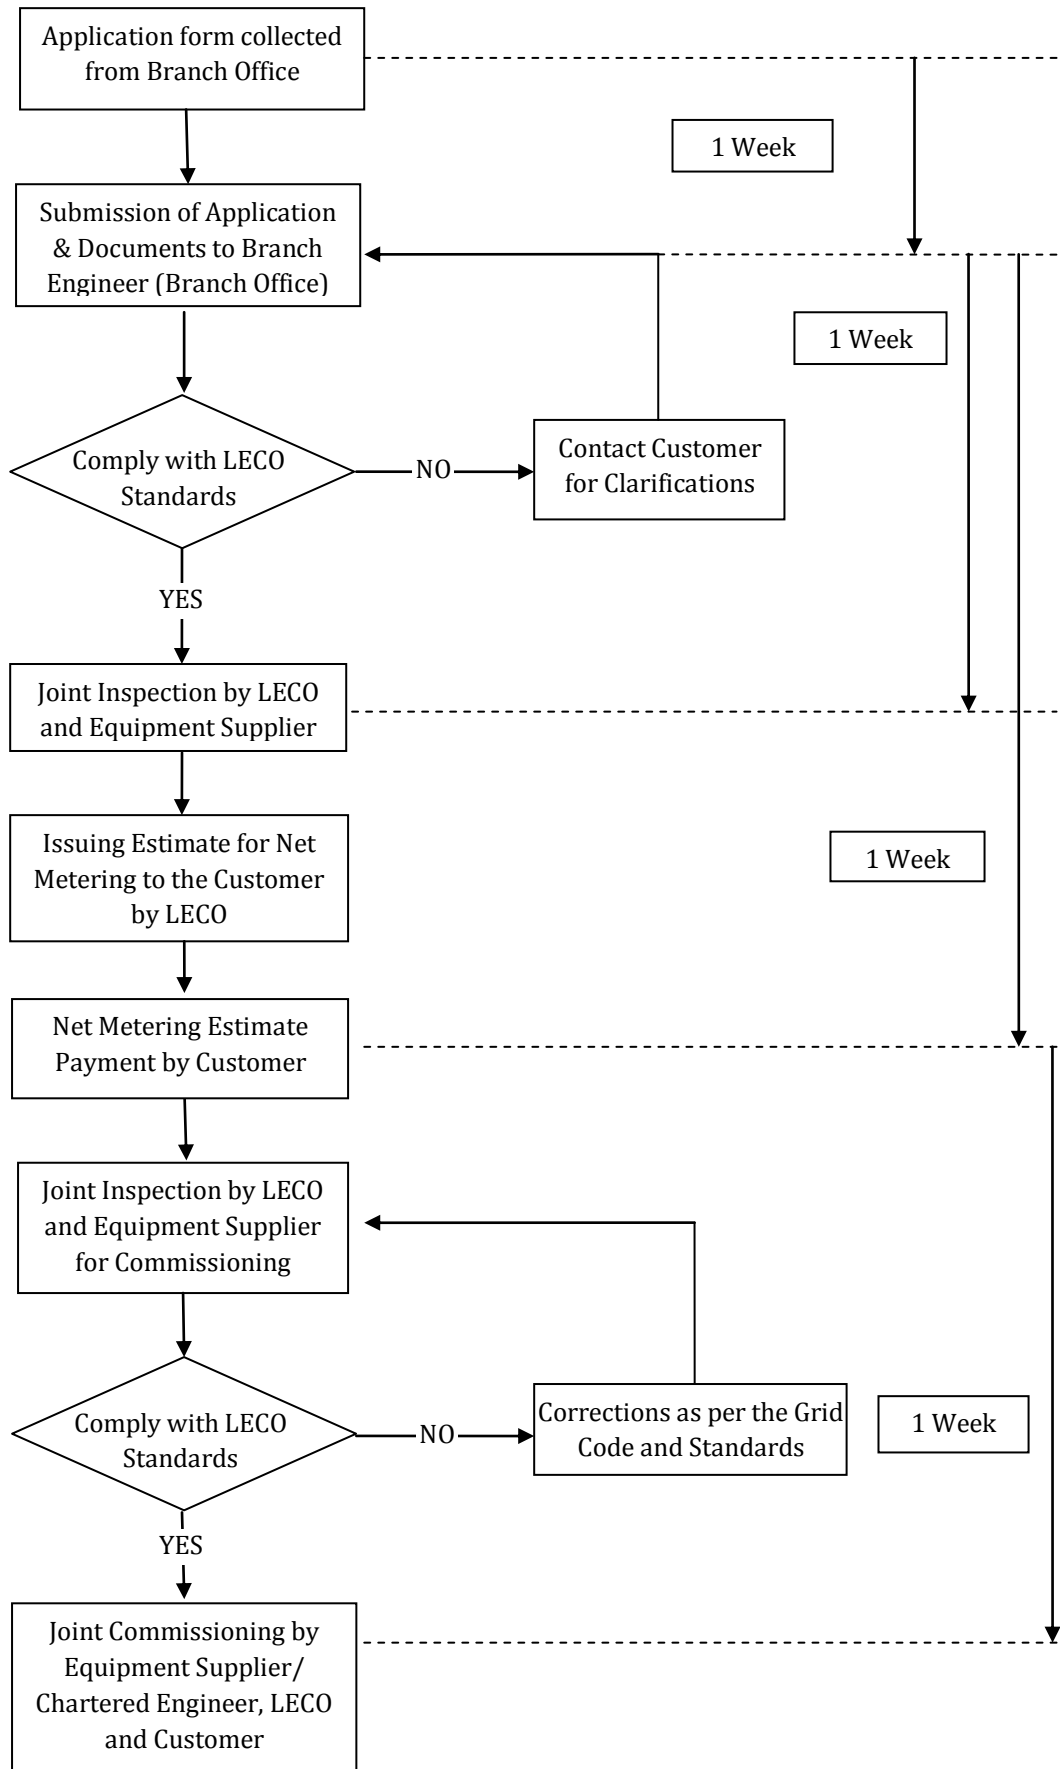 Application form collected
from Branch Office
1 Week
Submission of Application
& Documents to Branch
Engineer (Branch Office)
1 Week
Comply with LECO
Standards
NO
Contact Customer
for Clarifications
YES
Joint Inspection by LECO
and Equipment Supplier
Issuing Estimate for Net
Metering to the Customer
by LECO
1 Week
Net Metering Estimate
Payment by Customer
Joint Inspection by LECO
and Equipment Supplier
for Commissioning
Comply with LECO
Standards
NO
Corrections as per the Grid
Code and Standards
1 Week
YES
Joint Commissioning by
Equipment Supplier/
Chartered Engineer, LECO
and Customer